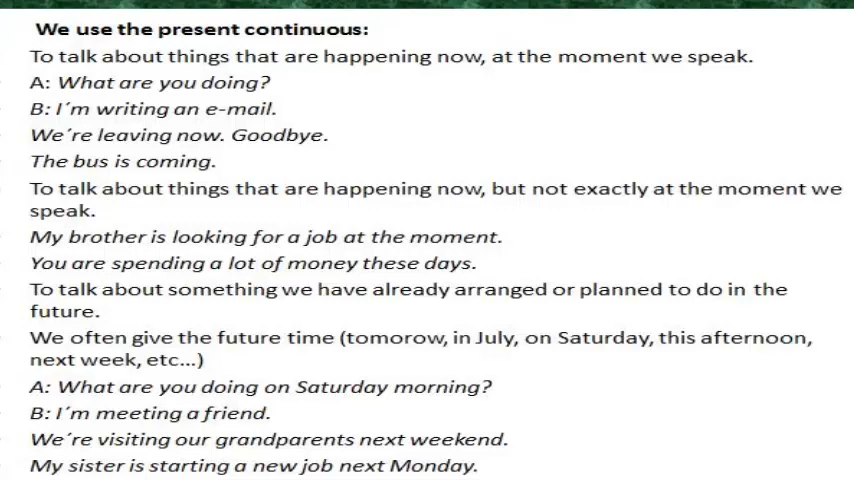 We use the present continuous:
To talk about things that are happening now, at the moment we speak.
A: What are you doing?
B: I´m writing an e-mail.
We´re leaving now. Goodbye.
The bus is coming.
To talk about things that are happening now, but not exactly at the moment we
speak.
My brother is looking for a job at the moment.
You are spending a lot of money these days.
To talk about something we have already arranged or planned to do in the
future.
We often give the future time (tomorow, in July, on Saturday, this afternoon,
next week, etc...)
A: What are you doing on Saturday morning?
B: I´m meeting a friend.
We´re visiting our grandparents next weekend.
My sister is starting a new job next Monday.